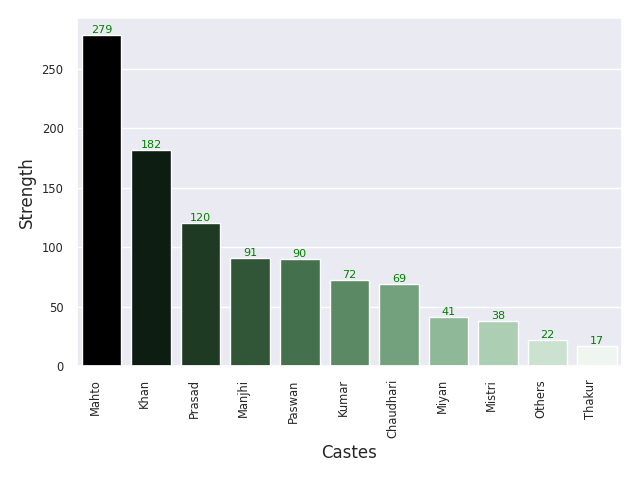 279
182
120
91
90
72
69
41
38
22
17
250
200
150
100
50
0
Strength
Mahto
Khan
Prasad
Manjhi
Paswan
Kumar
Chaudhari
Miyan
Mistri
Others
Thakur
Castes